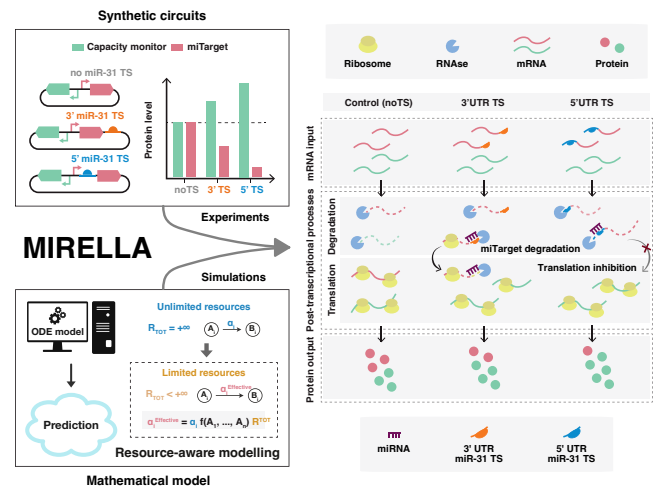 Synthetic circuits
Capacity monitor
miTarget
no miR-31 TS
3' miR-31 TS
5' miR-31 TS
Protein level
noTS
3' TS
5' TS
Experiments
MIRELLA
Simulations
ODE model
Prediction
Unlimited resources
R_TOT = +∞
A_i
α_i
B_i
Limited resources
R_TOT < +∞
A_i
α_i^Effective
B_i
α_i^Effective = α_i f(A_1, ..., A_n) R^TOT
Resource-aware modelling
Mathematical model
Ribosome
RNAse
mRNA
Protein
Control (noTS)
3'UTR TS
5'UTR TS
mRNA input
Post-transcriptional processes
Degradation
miTarget degradation
Translation
Translation inhibition
Protein output
miRNA
3' UTR
miR-31 TS
5' UTR
miR-31 TS